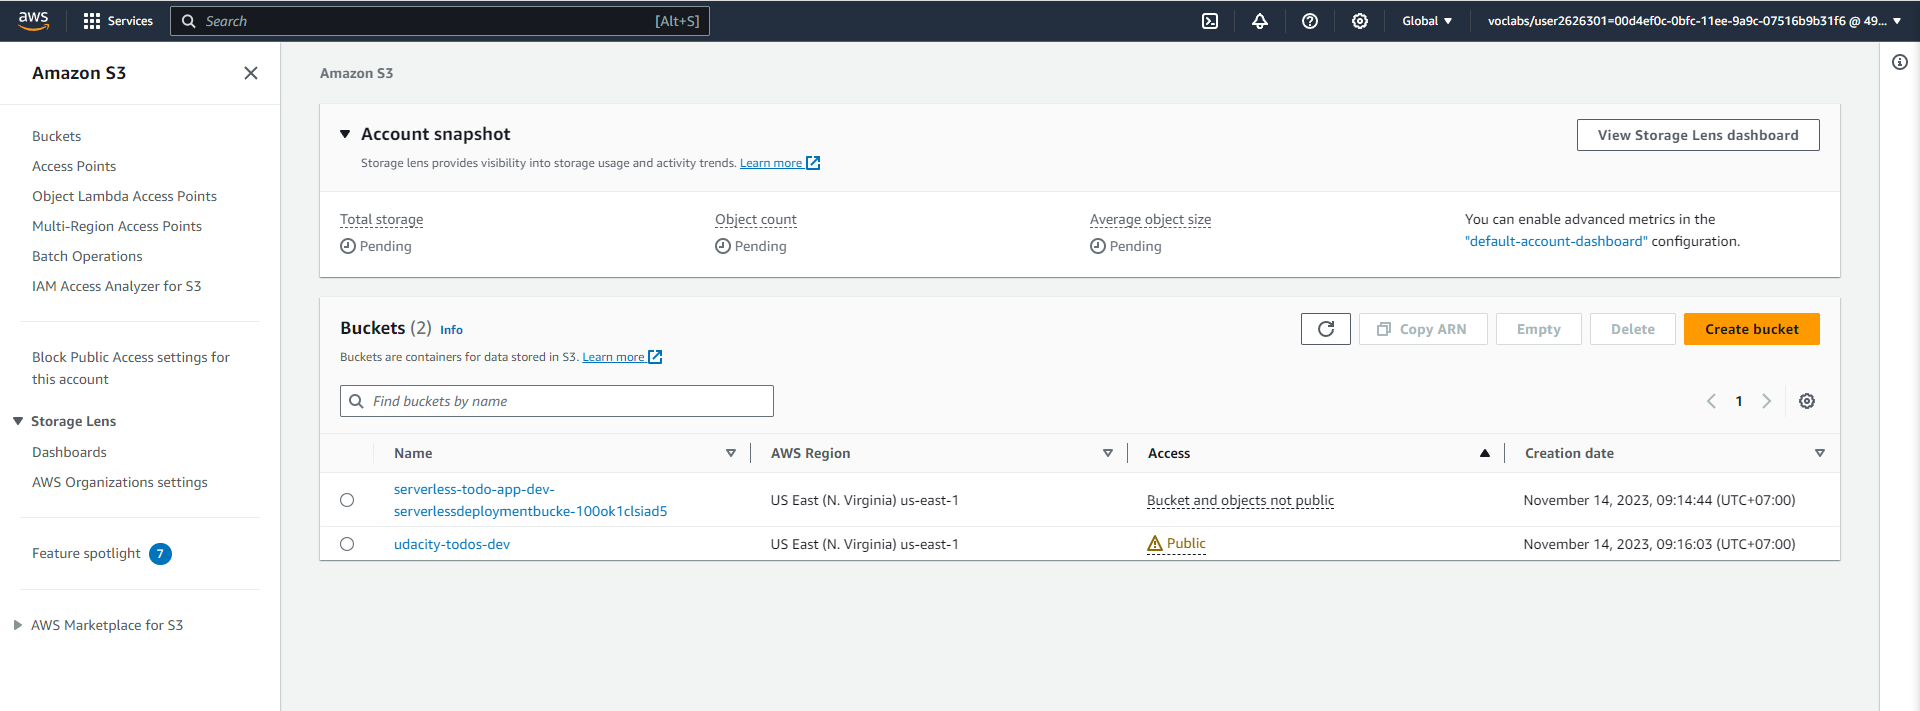 aws
Services
Search
[Alt+S]
Global
voclabs/user2626301=00d4ef0c-0bfc-11ee-9a9c-07516b9b31f6 @ 49...
Amazon S3
Buckets
Access Points
Object Lambda Access Points
Multi-Region Access Points
Batch Operations
IAM Access Analyzer for S3
Block Public Access settings for
this account
Storage Lens
Dashboards
AWS Organizations settings
Feature spotlight 7
AWS Marketplace for S3
Amazon S3
Account snapshot
View Storage Lens dashboard
Storage lens provides visibility into storage usage and activity trends. Learn more
Total storage
Pending
Object count
Pending
Average object size
Pending
You can enable advanced metrics in the
"default-account-dashboard" configuration.
Buckets (2) Info
Copy ARN
Empty
Delete
Create bucket
Buckets are containers for data stored in S3. Learn more
Find buckets by name
1
Name
AWS Region
Access
Creation date
serverless-todo-app-dev-
serverlessdeploymentbucke-100ok1clsiad5
US East (N. Virginia) us-east-1
Bucket and objects not public
November 14, 2023, 09:14:44 (UTC+07:00)
udacity-todos-dev
US East (N. Virginia) us-east-1
Public
November 14, 2023, 09:16:03 (UTC+07:00)